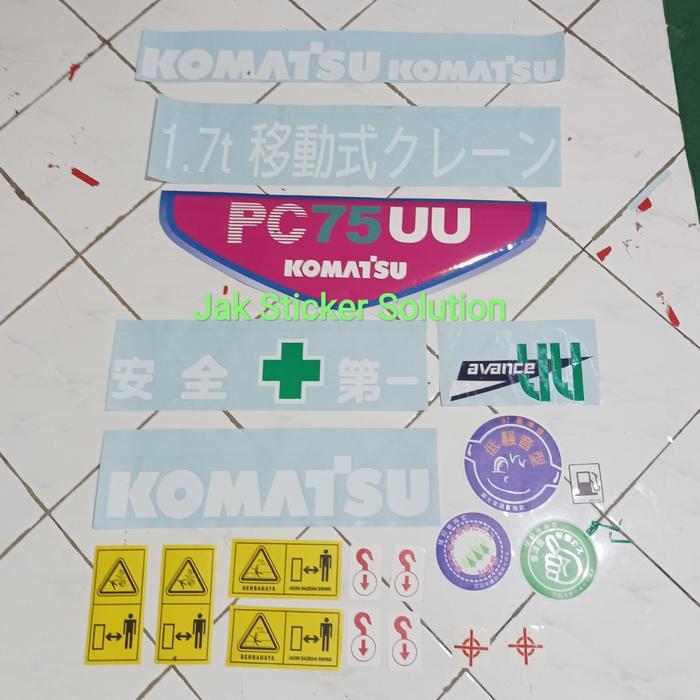 KOMATSU KOMATSU
1.7t 移動式クレーン
PC75UU
KOMATSU
Jak Sticker Solution
安全 第一
avance UU
KOMATSU
低騒音型
BERBAHAYA JAUHI DAERAH SWING
BERBAHAYA JAUHI DAERAH SWING